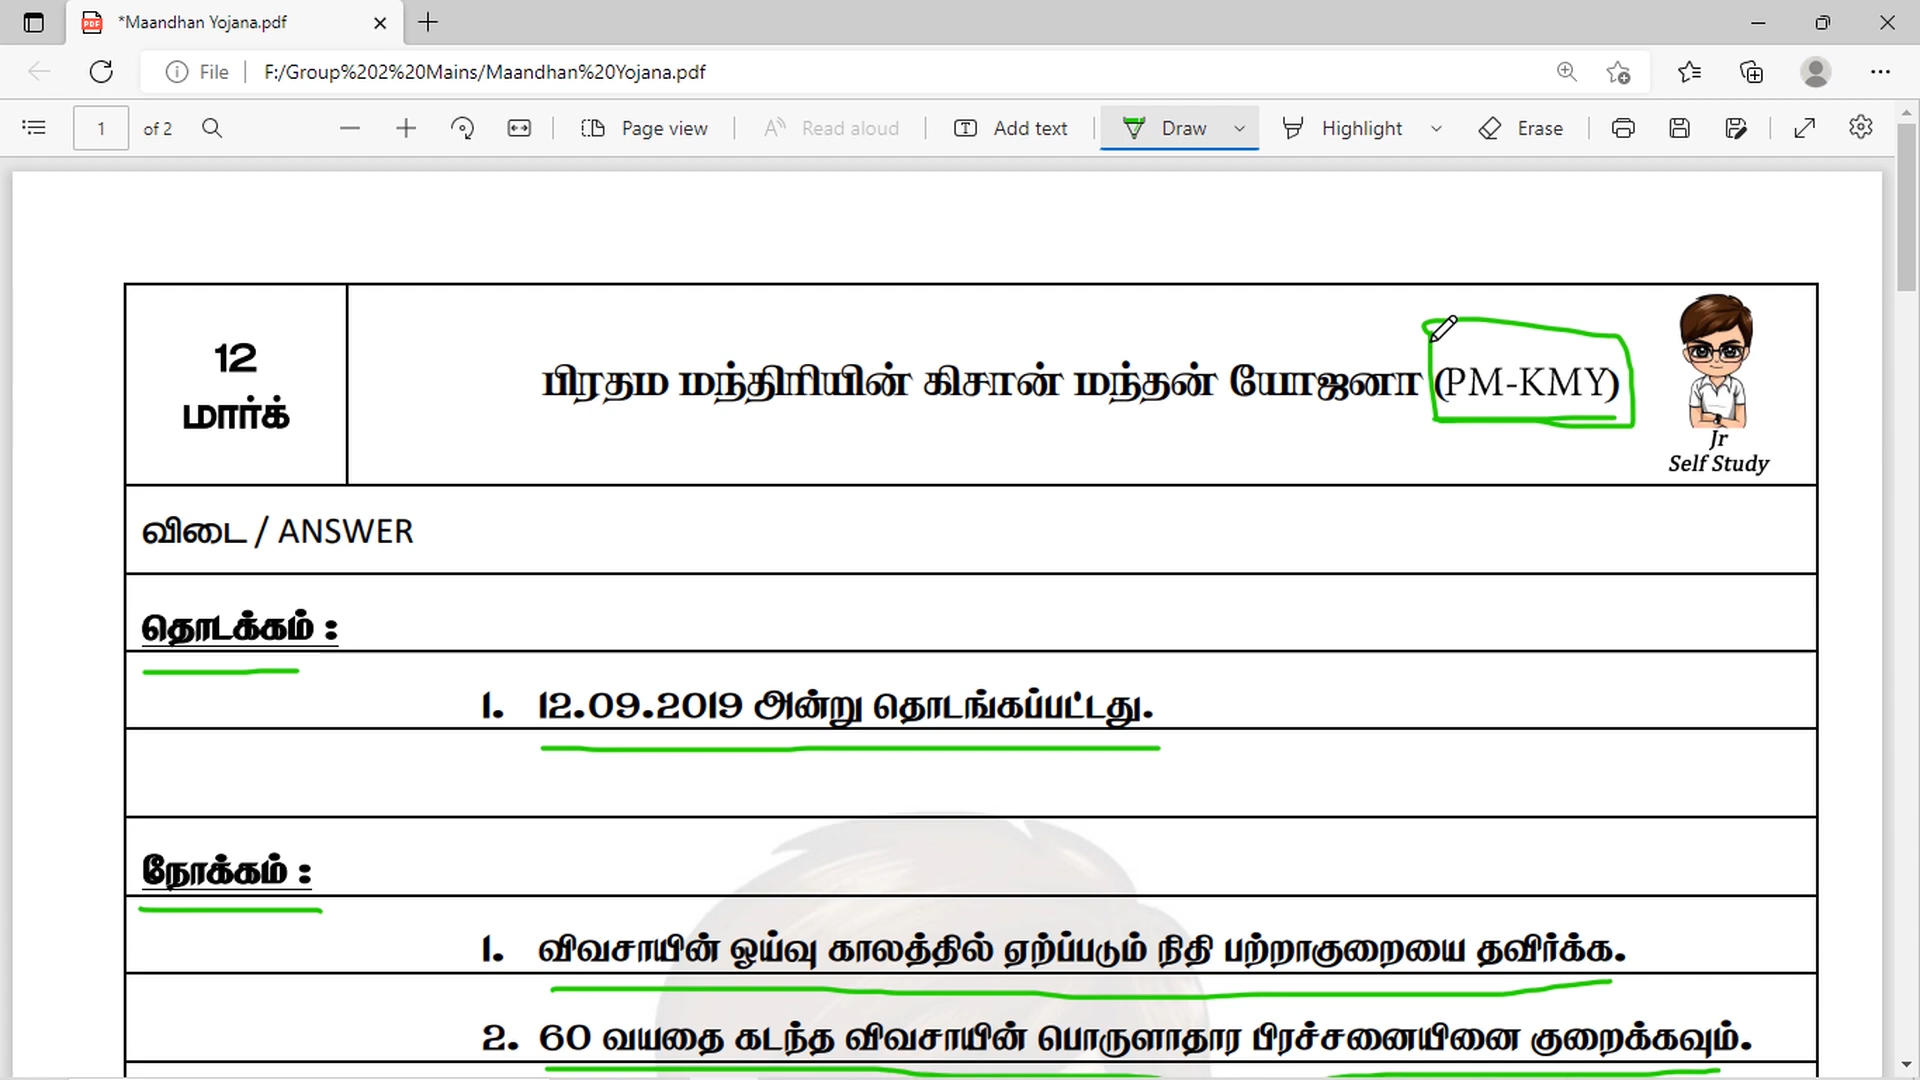 *Maandhan Yojana.pdf
File F:/Group%202%20Mains/Maandhan%20Yojana.pdf
1 of 2 Page view Read aloud Add text Draw Highlight Erase
12
மார்க்
பிரதம மந்திரியின் கிசான் மந்தன் யோஜனா (PM-KMY)
Jr
Self Study
விடை / ANSWER
தொடக்கம் :
1. 12.09.2019 அன்று தொடங்கப்பட்டது.
நோக்கம் :
1. விவசாயின் ஓய்வு காலத்தில் ஏற்ப்படும் நிதி பற்றாகுறையை தவிர்க்க.
2. 60 வயதை கடந்த விவசாயின் பொருளாதார பிரச்சனையினை குறைக்கவும்.